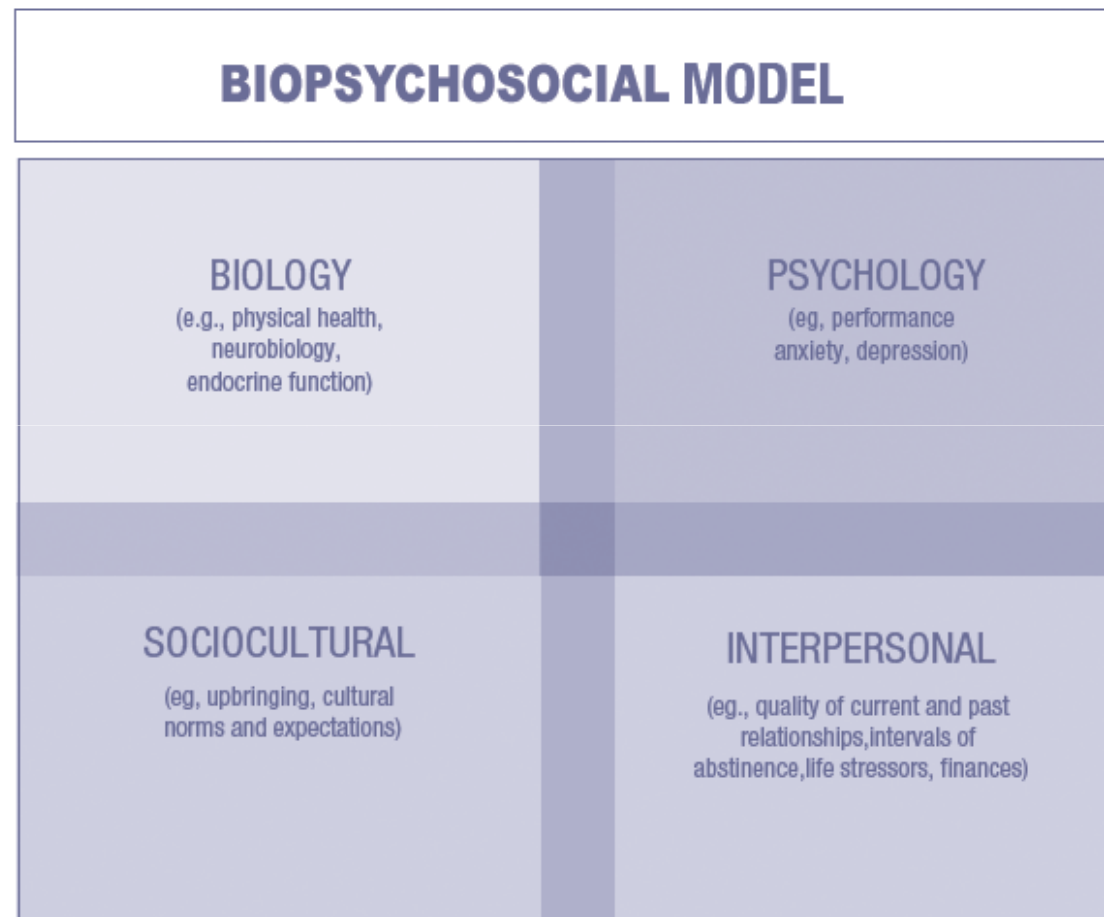 BIOPSYCHOSOCIAL MODEL
BIOLOGY
(e.g., physical health,
neurobiology,
endocrine function)
PSYCHOLOGY
(eg, performance
anxiety, depression)
SOCIOCULTURAL
(eg, upbringing, cultural
norms and expectations)
INTERPERSONAL
(eg., quality of current and past
relationships,intervals of
abstinence,life stressors, finances)